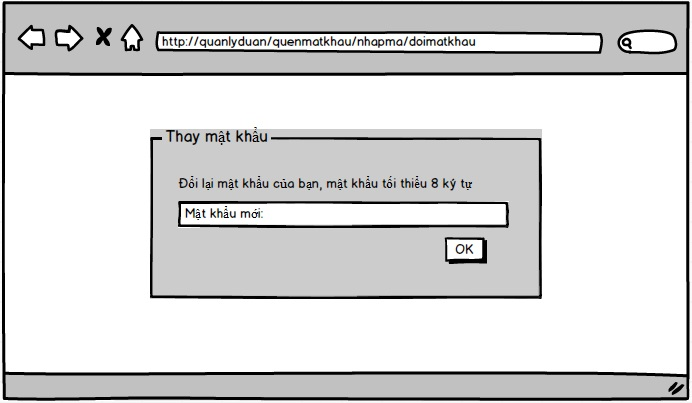 http://quanlyduan/quenmatkhau/nhapma/doimatkhau
Thay mật khẩu
Đổi lại mật khẩu của bạn, mật khẩu tối thiểu 8 ký tự
Mật khẩu mới:
OK